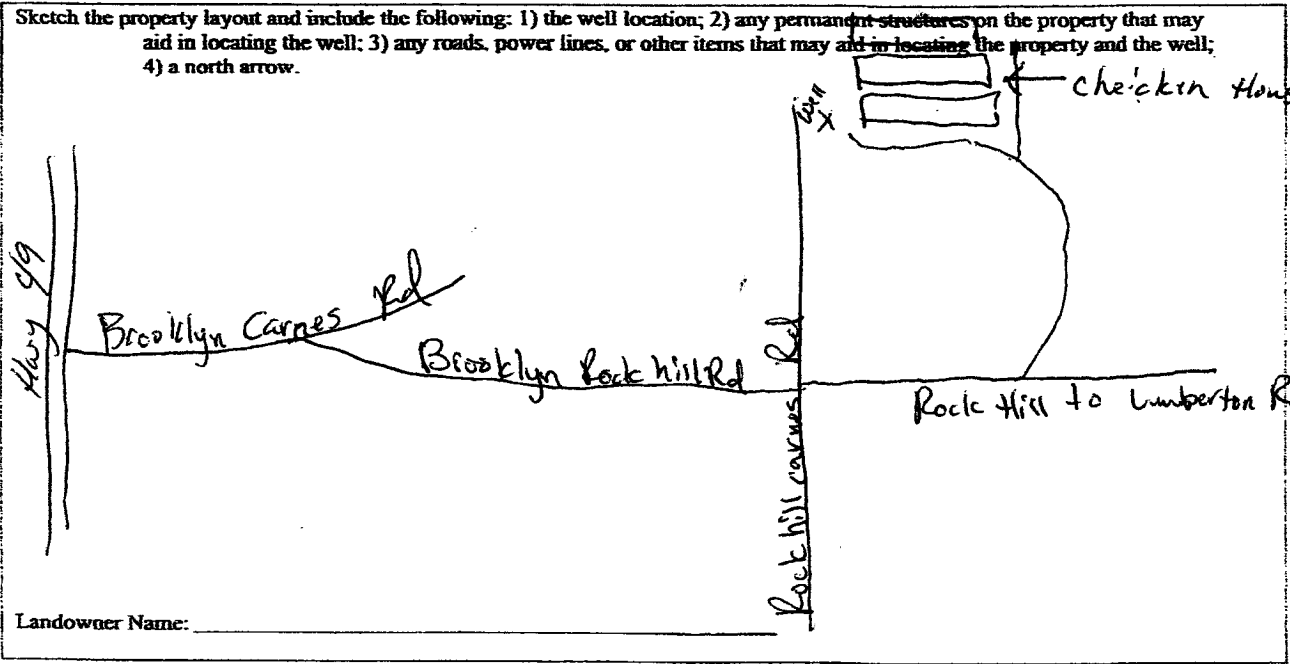 Sketch the property layout and include the following: 1) the well location; 2) any permanent structures on the property that may
aid in locating the well; 3) any roads, power lines, or other items that may aid in locating the property and the well;
4) a north arrow.
Cheickin Hous
Well
X
Hwy 49
Brooklyn Carnes Rd
Brooklyn Rock hill Rd
Rock hill carnes Rd
Rock Hill to Lumberton R
Landowner Name: